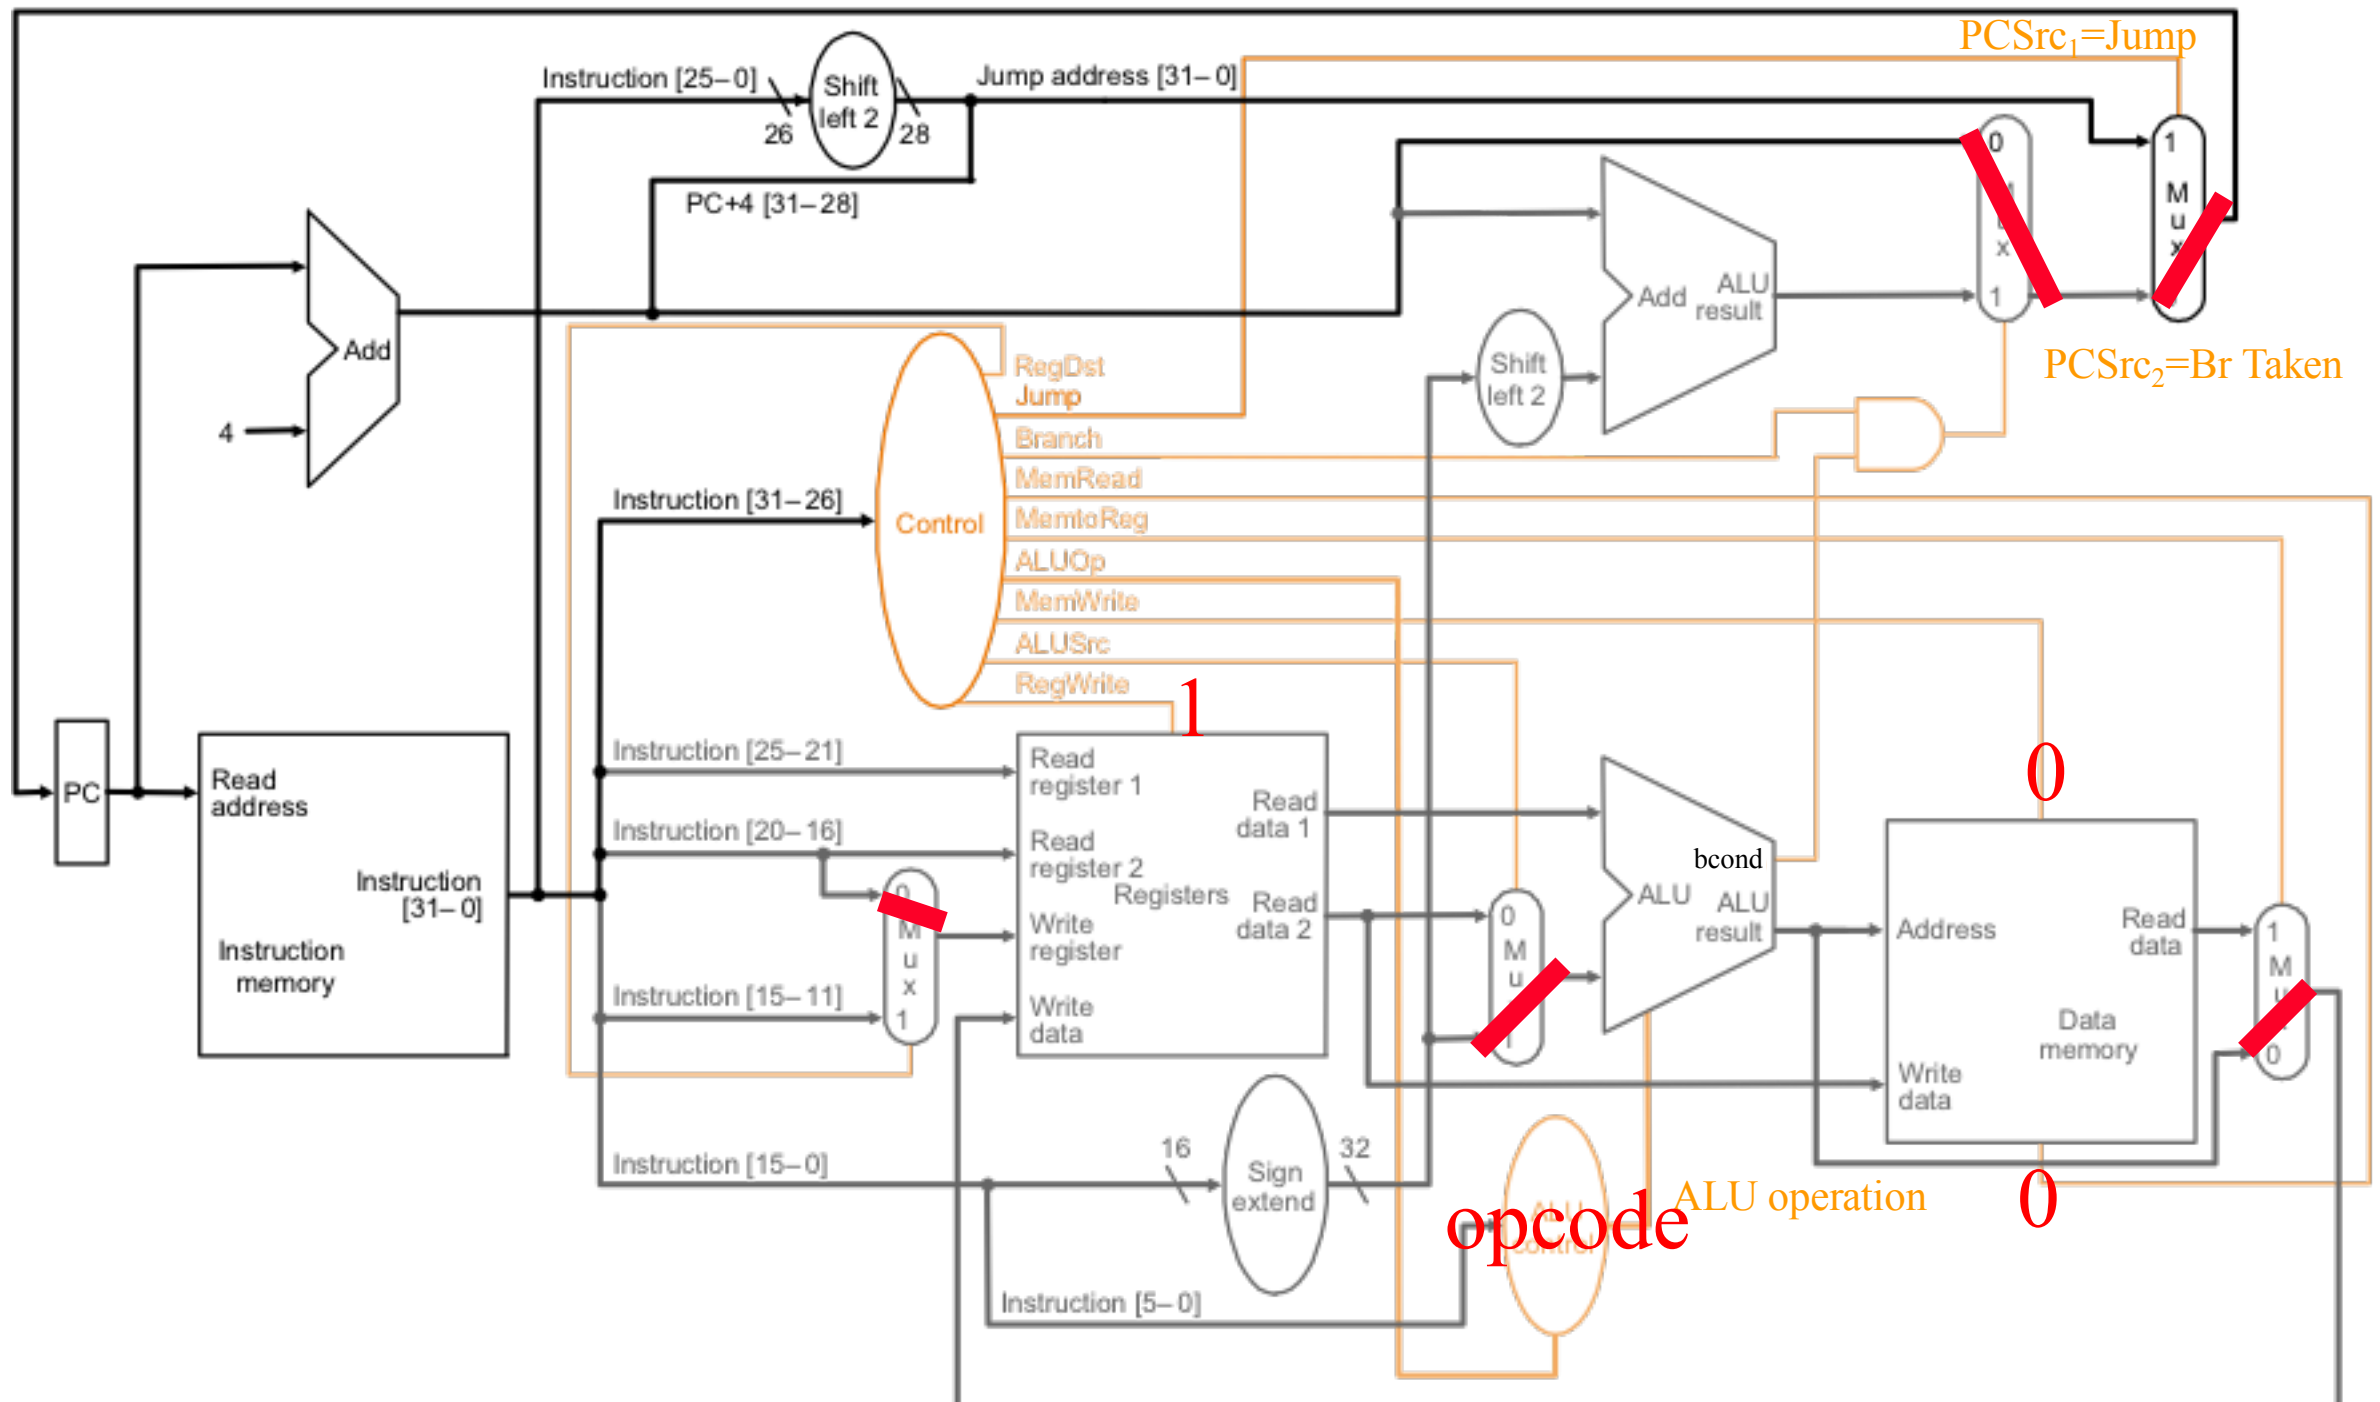 PCSrc1=Jump
Instruction [25–0]
Shift
left 2
Jump address [31–0]
26
28
PC+4 [31–28]
0
x
1
1
M
u
x
Add
ALU
result
Add
4
Shift
left 2
PCSrc2=Br Taken
RegDst
Jump
Branch
MemRead
MemtoReg
ALUOp
MemWrite
ALUSrc
RegWrite
Instruction [31–26]
Control
1
0
PC
Read
address
Instruction
[31–0]
Instruction
memory
Instruction [25–21]
Instruction [20–16]
Instruction [15–11]
Instruction [15–0]
0
M
u
x
1
Read
register 1
Read
register 2
Registers
Write
register
Write
data
Read
data 1
Read
data 2
0
M
u
bcond
ALU
ALU
result
Address
Read
data
Data
memory
Write
data
1
M
u
0
16
Sign
extend
32
ALU
control
opcode
ALU operation
0
Instruction [5–0]